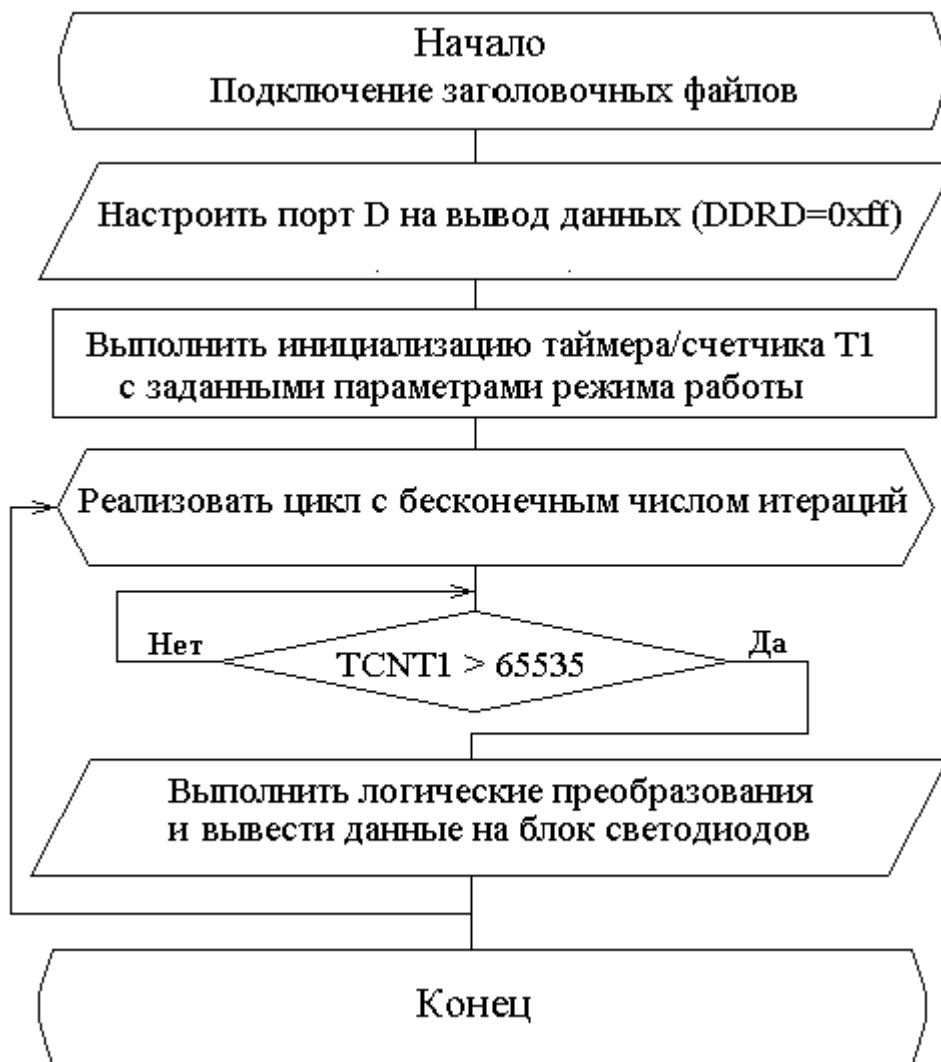 Начало
Подключение заголовочных файлов
Настроить порт D на вывод данных (DDRD=0xff)
Выполнить инициализацию таймера/счетчика T1
с заданными параметрами режима работы
Реализовать цикл с бесконечным числом итераций
Нет
Да
TCNT1 > 65535
Выполнить логические преобразования
и вывести данные на блок светодиодов
Конец